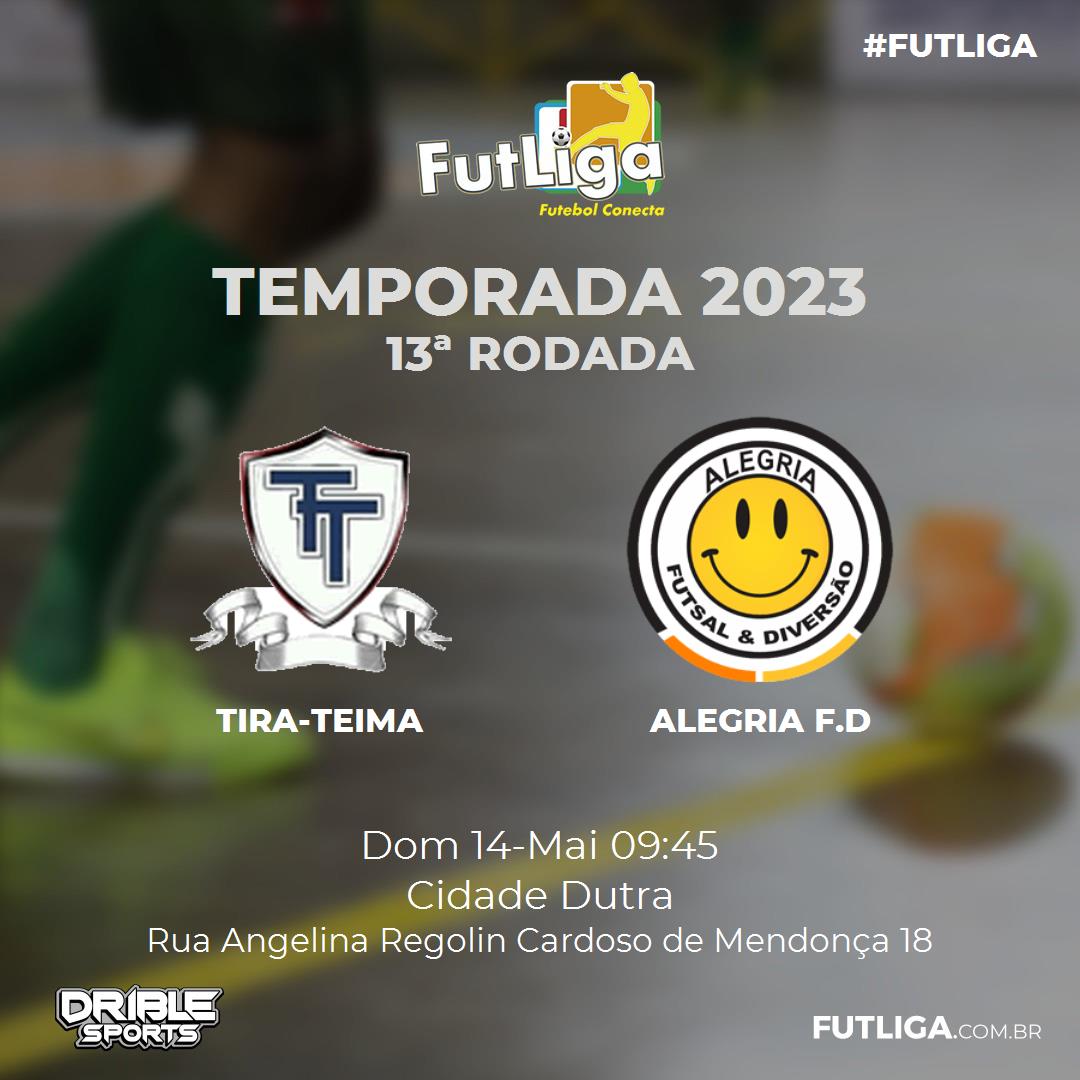 #FUTLIGA
FutLiga
Futebol Conecta
TEMPORADA 2023
13ª RODADA
TFT
ALEGRIA
FUTSAL & DIVERSÃO
TIRA-TEIMA
ALEGRIA F.D
Dom 14-Mai 09:45
Cidade Dutra
Rua Angelina Regolin Cardoso de Mendonça 18
DRIBLE
SPORTS
FUTLIGA.COM.BR